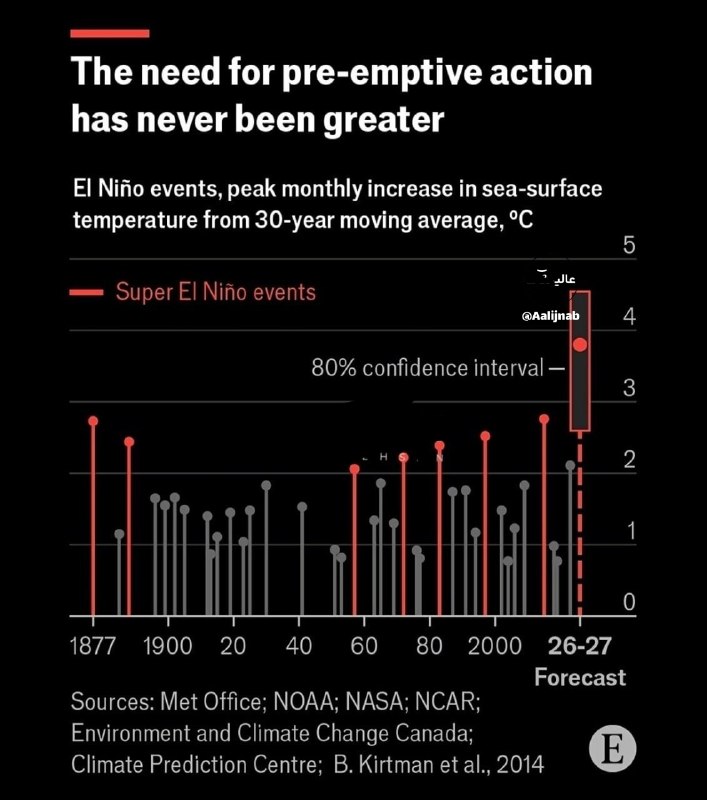 The need for pre-emptive action
has never been greater
El Niño events, peak monthly increase in sea-surface
temperature from 30-year moving average, ºC
5
Super El Niño events
@Aalijnab
4
80% confidence interval
3
H S N
2
1
0
1877 1900 20 40 60 80 2000 26-27
Forecast
Sources: Met Office; NOAA; NASA; NCAR;
Environment and Climate Change Canada;
Climate Prediction Centre; B. Kirtman et al., 2014
E